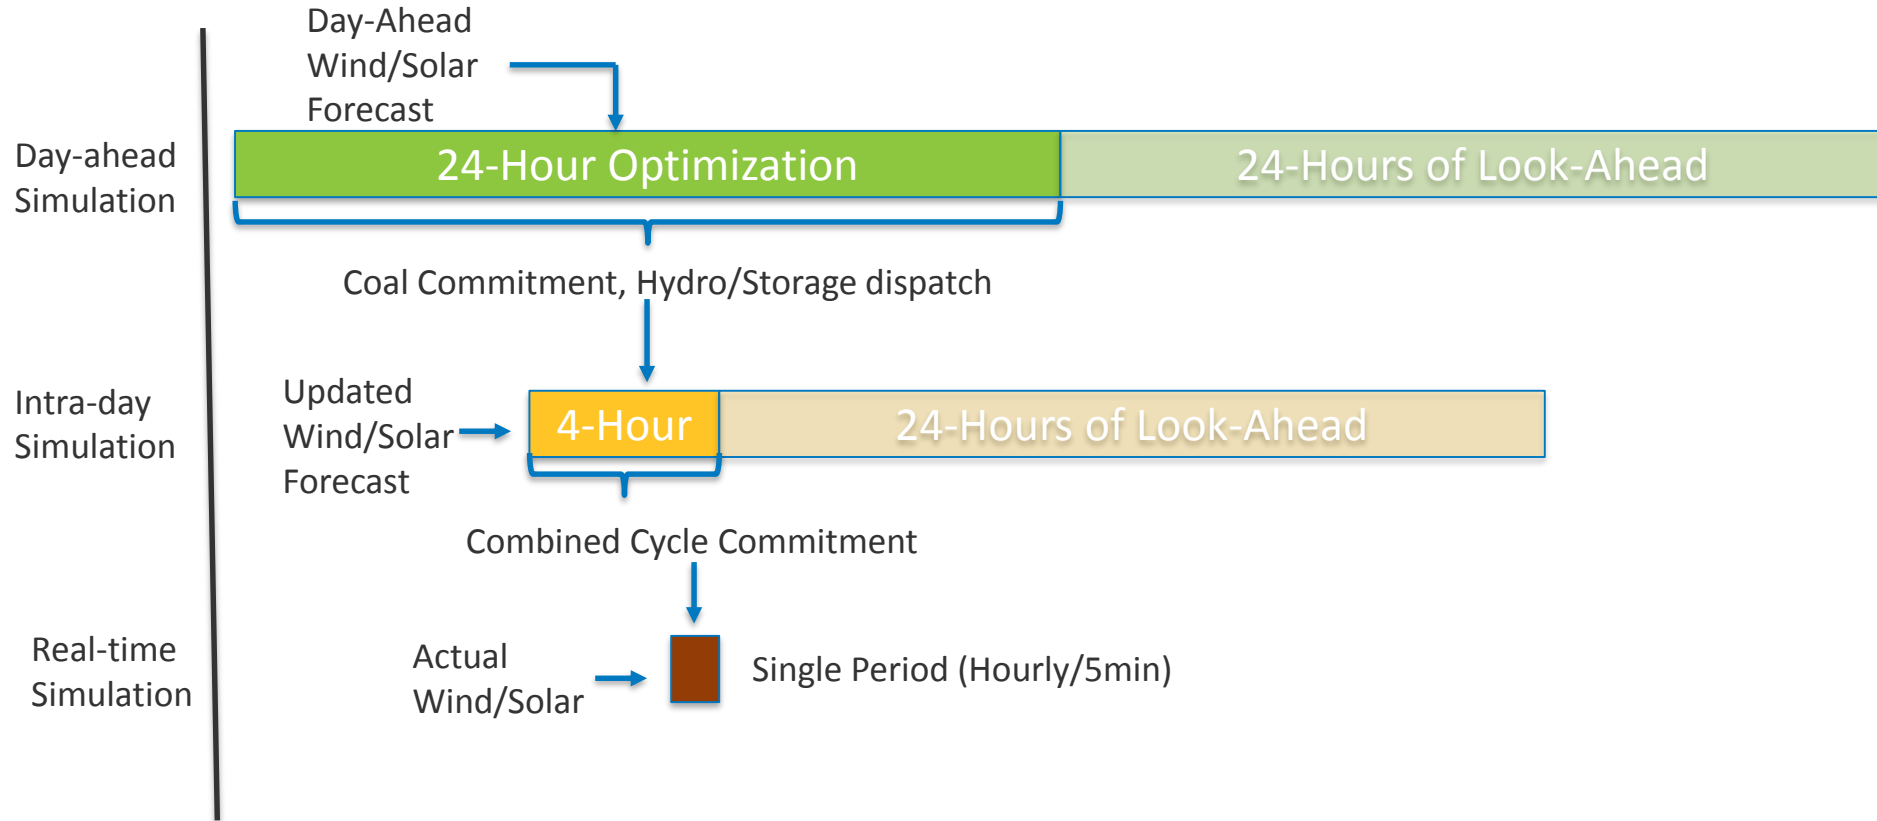 Day-Ahead
Wind/Solar
Forecast
Day-ahead
Simulation
24-Hour Optimization
24-Hours of Look-Ahead
Coal Commitment, Hydro/Storage dispatch
Intra-day
Simulation
Updated
Wind/Solar
Forecast
4-Hour
24-Hours of Look-Ahead
Combined Cycle Commitment
Real-time
Simulation
Actual
Wind/Solar
Single Period (Hourly/5min)